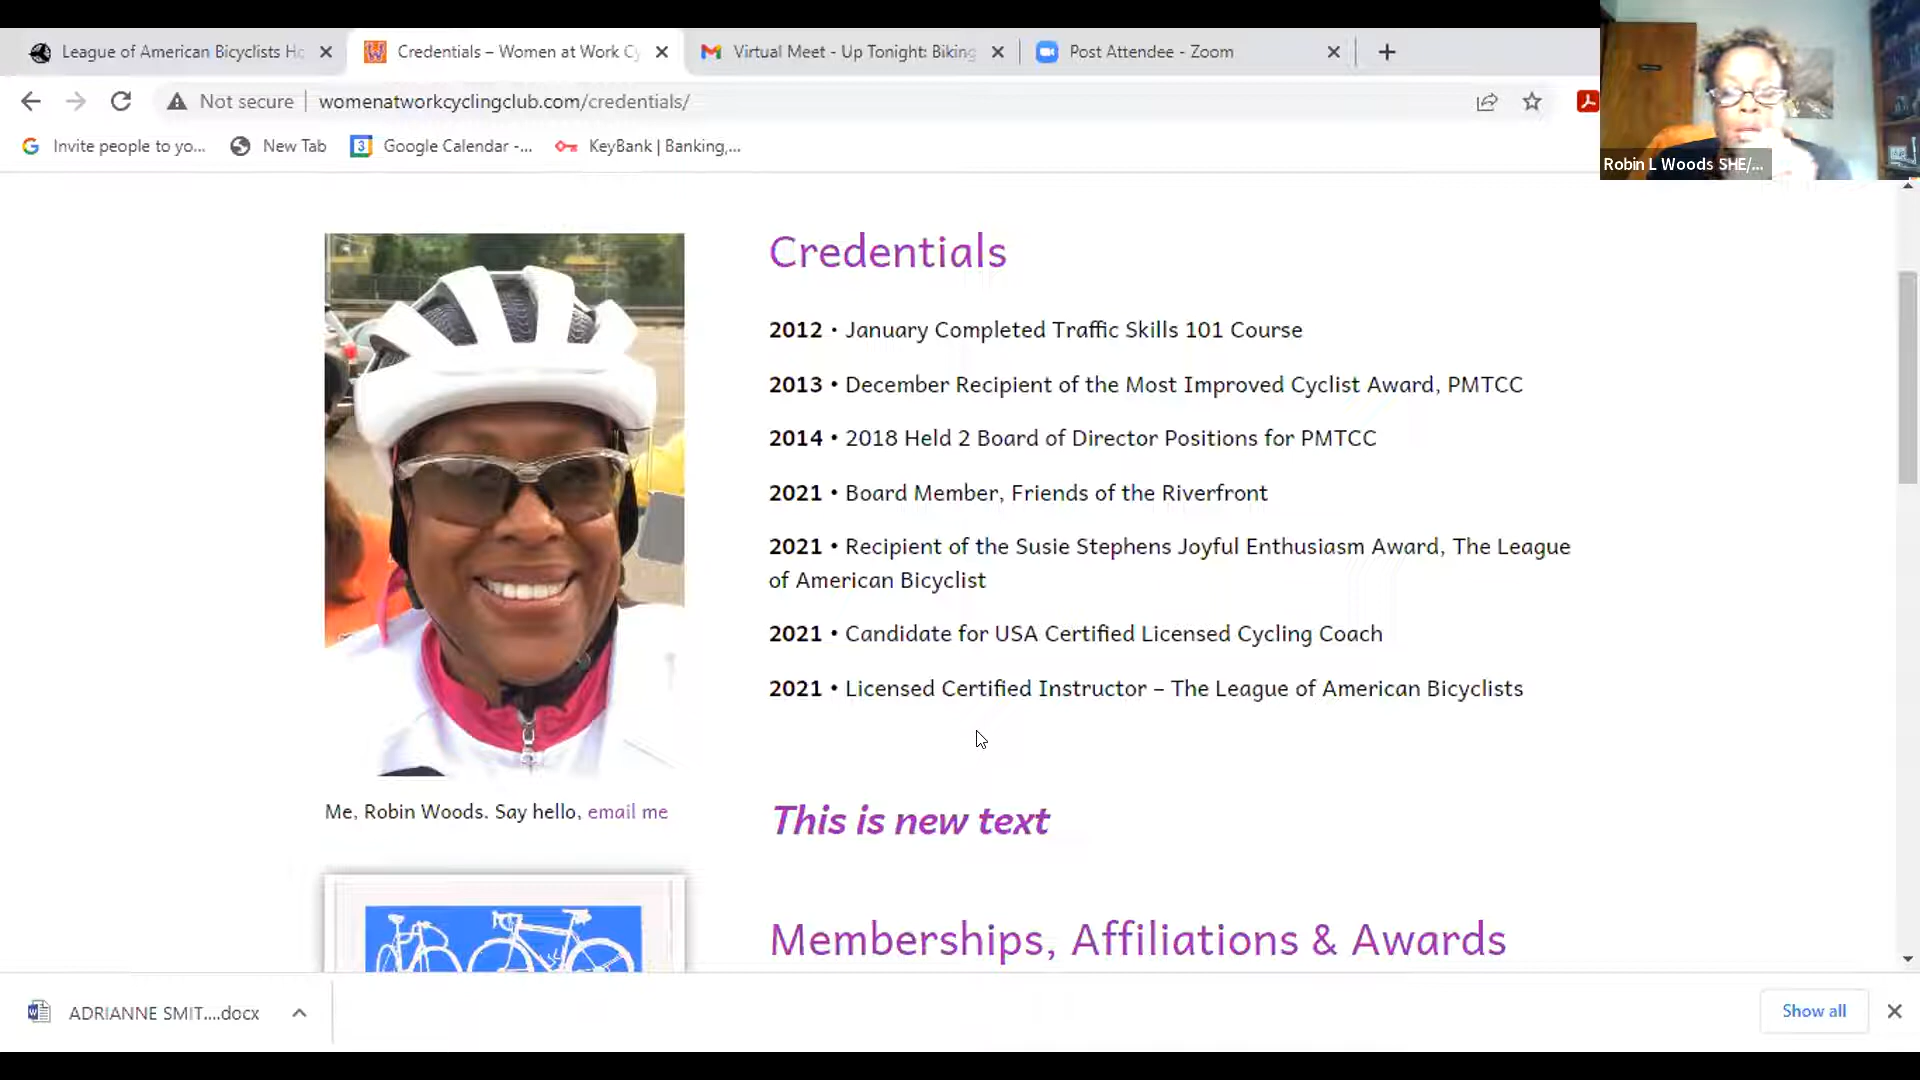 League of American Bicyclists Ho
Credentials – Women at Work Cy
Virtual Meet - Up Tonight: Biking
Post Attendee - Zoom
Not secure
womenatworkcyclingclub.com/credentials/
Invite people to yo...
New Tab
3
Google Calendar -...
KeyBank | Banking,...
Robin L Woods SHE/...
Credentials
2012 • January Completed Traffic Skills 101 Course
2013 • December Recipient of the Most Improved Cyclist Award, PMTCC
2014 • 2018 Held 2 Board of Director Positions for PMTCC
2021 • Board Member, Friends of the Riverfront
2021 • Recipient of the Susie Stephens Joyful Enthusiasm Award, The League
of American Bicyclist
2021 • Candidate for USA Certified Licensed Cycling Coach
2021 • Licensed Certified Instructor – The League of American Bicyclists
Me, Robin Woods. Say hello, email me
This is new text
Memberships, Affiliations & Awards
ADRIANNE SMIT....docx
Show all